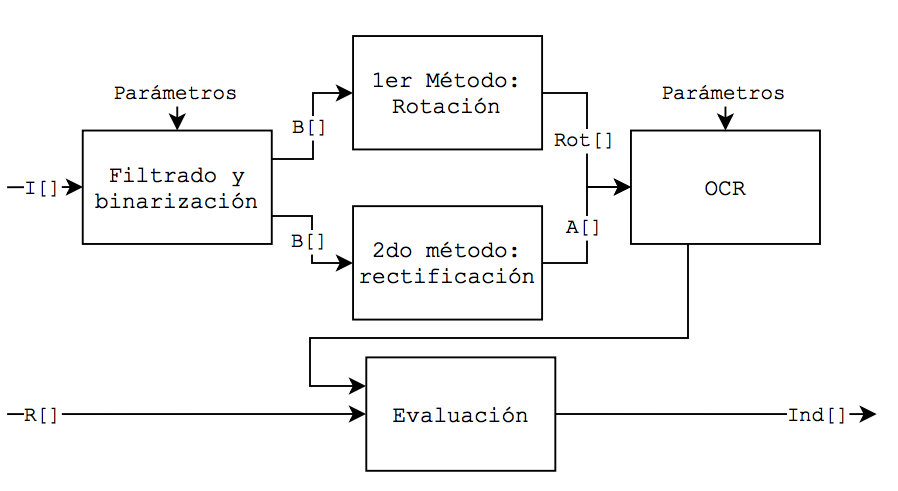 1er Método:
Rotación
Parámetros
Parámetros
B[]
Rot[]
Filtrado y
binarización
I[]
OCR
B[]
A[]
2do método:
rectificación
R[]
Evaluación
Ind[]